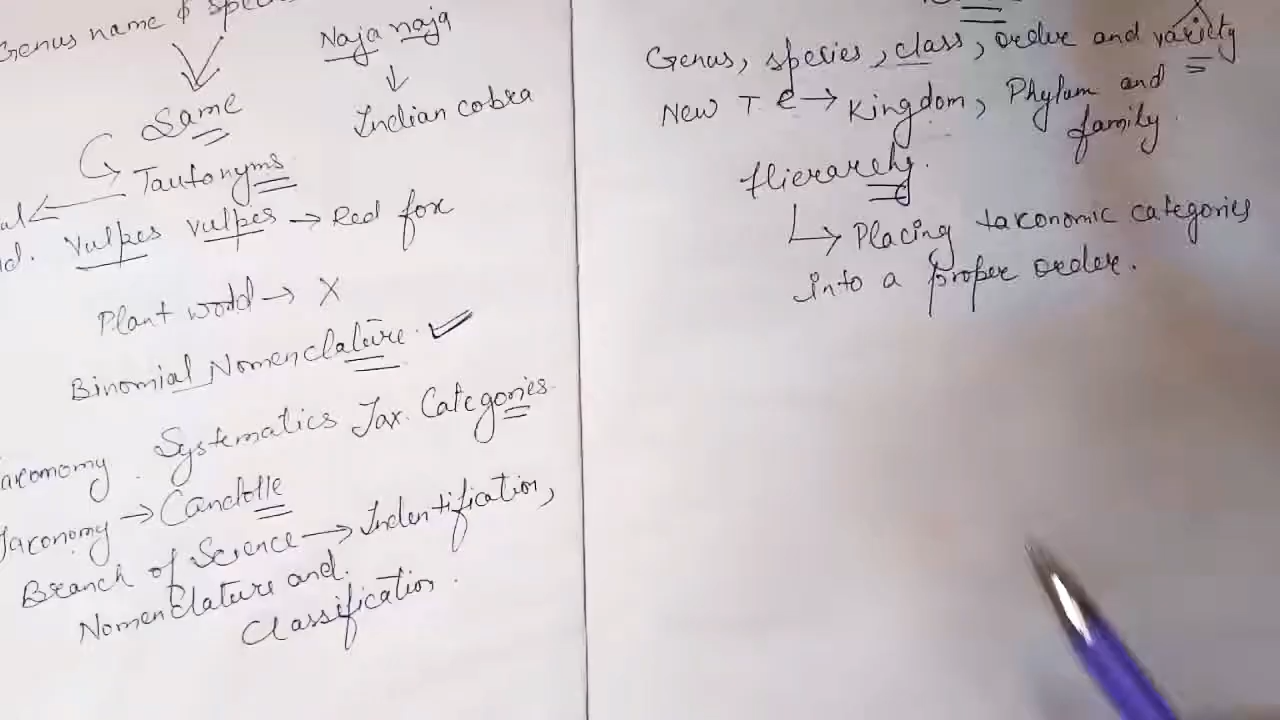 Genus name &
Naja naja
Same
Indian cobra
Tautonyms
Vulpes vulpes → Red fox
Plant world → X
Binomial Nomenclature.
Taxonomy. Systematics Tax. Categories.
Taxonomy → Candolle
Branch of Science → Indentification,
Nomenclature and
Classification.
Genus, species, class, order and variety
New T C → Kingdom, Phylum and
family.
Hierarchy.
Placing taxonomic categories
into a proper order.